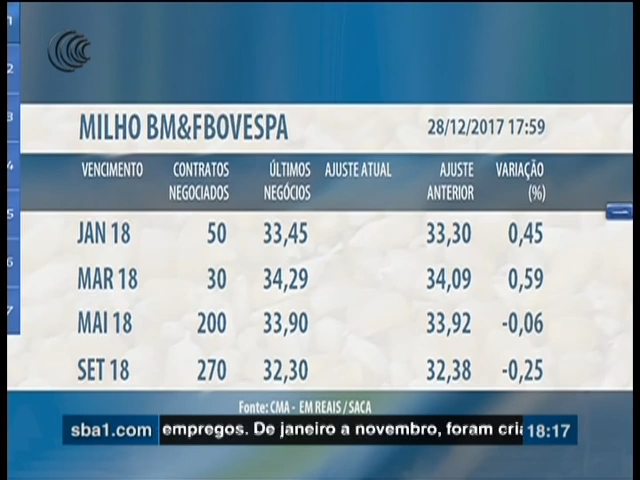 MILHO BM&FBOVESPA 28/12/2017 17:59
VENCIMENTO CONTRATOS NEGOCIADOS ÚLTIMOS NEGÓCIOS AJUSTE ATUAL AJUSTE ANTERIOR VARIAÇÃO (%)
JAN 18 50 33,45 33,30 0,45
MAR 18 30 34,29 34,09 0,59
MAI 18 200 33,90 33,92 -0,06
SET 18 270 32,30 32,38 -0,25
Fonte: CMA - EM REAIS / SACA
sba1.com empregos. De janeiro a novembro, foram 18:17